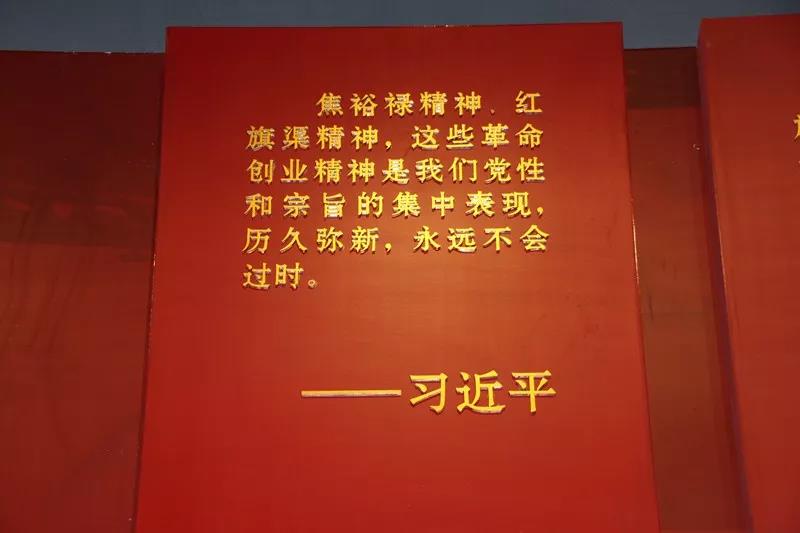 焦裕禄精神、红
旗渠精神，这些革命
创业精神是我们党性
和宗旨的集中表现，
历久弥新，永远不会
过时。
——习近平